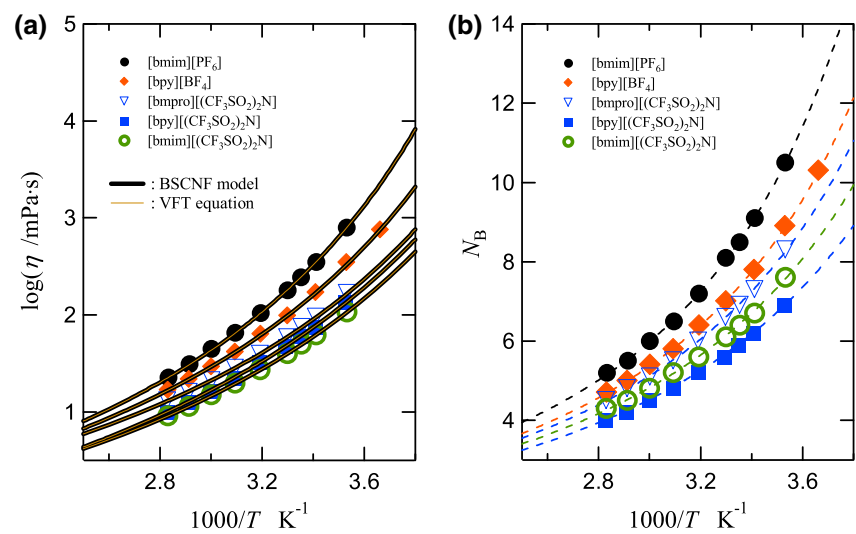 (a)
5
4
3
2
1
log(η /mPa·s)
[bmim][PF₆]
[bpy][BF₄]
[bmpro][(CF₃SO₂)₂N]
[bpy][(CF₃SO₂)₂N]
[bmim][(CF₃SO₂)₂N]
: BSCNF model
: VFT equation
2.8 3.2 3.6
1000/T K⁻¹
(b)
14
12
10
8
6
4
N_B
[bmim][PF₆]
[bpy][BF₄]
[bmpro][(CF₃SO₂)₂N]
[bpy][(CF₃SO₂)₂N]
[bmim][(CF₃SO₂)₂N]
2.8 3.2 3.6
1000/T K⁻¹